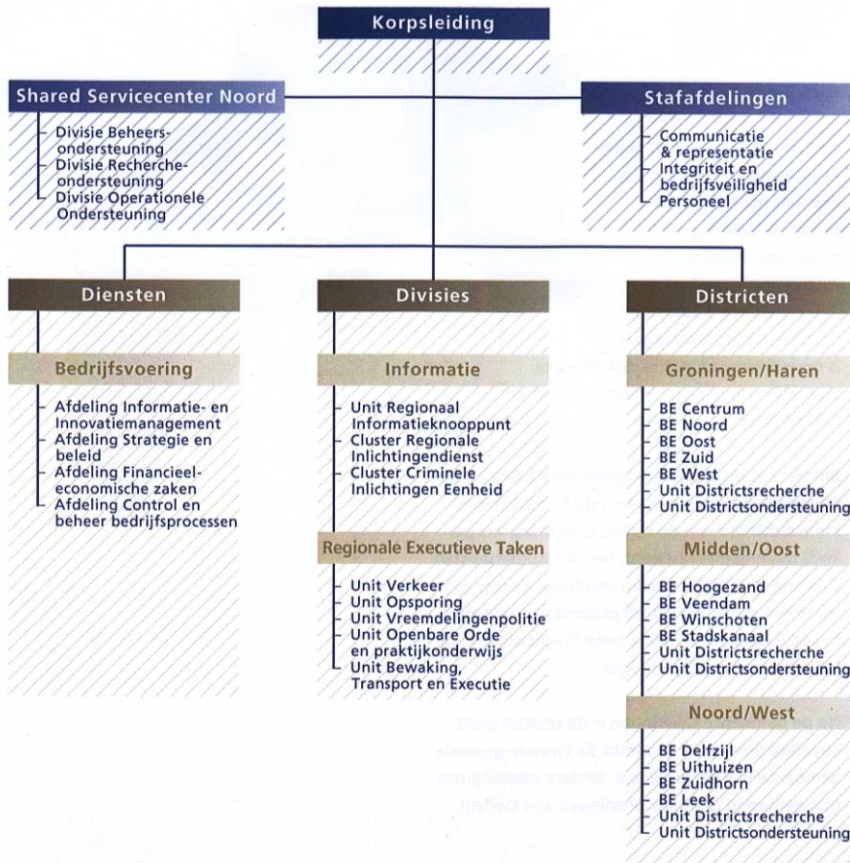 Korpsleiding
Shared Servicecenter Noord
Divisie Beheers-
ondersteuning
Divisie Recherche-
ondersteuning
Divisie Operationele
Ondersteuning
Stafafdelingen
Communicatie
& representatie
Integriteit en
bedrijfsveiligheid
Personeel
Diensten
Bedrijfsvoering
Afdeling Informatie- en
Innovatiemanagement
Afdeling Strategie en
beleid
Afdeling Financieel-
economische zaken
Afdeling Control en
beheer bedrijfsprocessen
Divisies
Informatie
Unit Regionaal
Informatieknooppunt
Cluster Regionale
Inlichtingendienst
Cluster Criminele
Inlichtingen Eenheid
Regionale Executieve Taken
Unit Verkeer
Unit Opsporing
Unit Vreemdelingenpolitie
Unit Openbare Orde
en praktijkonderwijs
Unit Bewaking,
Transport en Executie
Districten
Groningen/Haren
BE Centrum
BE Noord
BE Oost
BE Zuid
BE West
Unit Districtsrecherche
Unit Districtsondersteuning
Midden/Oost
BE Hoogezand
BE Veendam
BE Winschoten
BE Stadskanaal
Unit Districtsrecherche
Unit Districtsondersteuning
Noord/West
BE Delfzijl
BE Uithuizen
BE Zuidhorn
BE Leek
Unit Districtsrecherche
Unit Districtsondersteuning